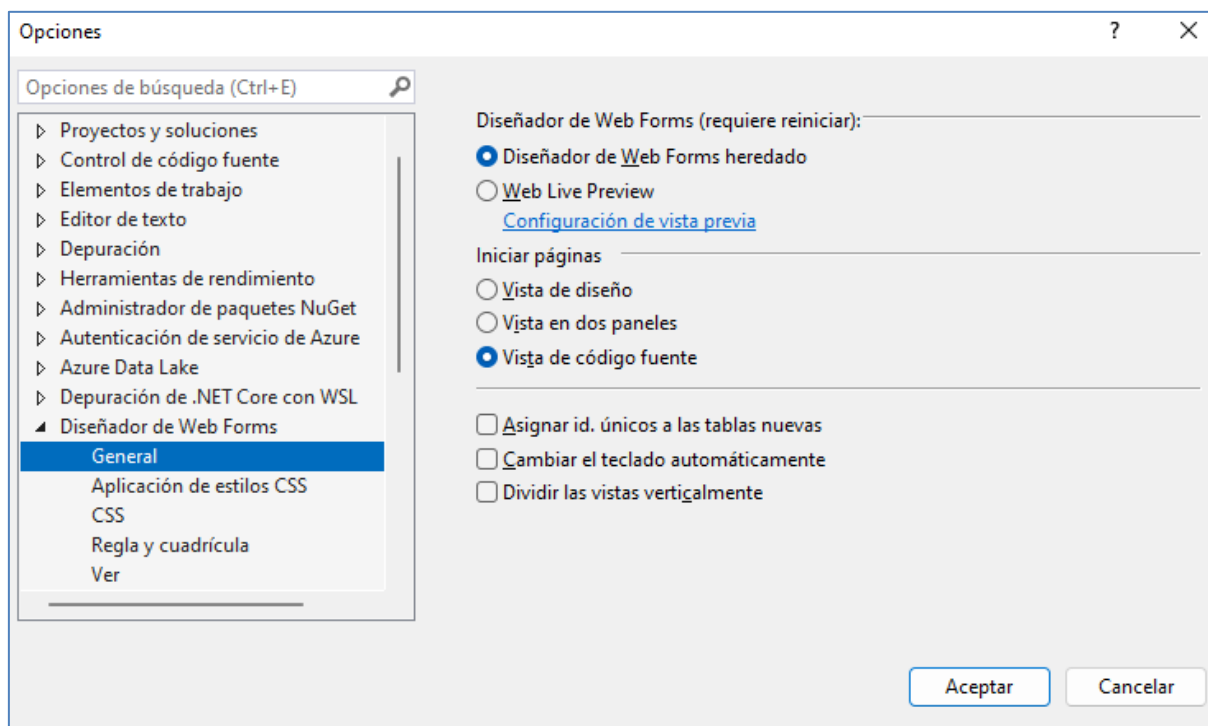 Opciones
?
Opciones de búsqueda (Ctrl+E)
Proyectos y soluciones
Control de código fuente
Elementos de trabajo
Editor de texto
Depuración
Herramientas de rendimiento
Administrador de paquetes NuGet
Autenticación de servicio de Azure
Azure Data Lake
Depuración de .NET Core con WSL
Diseñador de Web Forms
General
Aplicación de estilos CSS
CSS
Regla y cuadrícula
Ver
Diseñador de Web Forms (requiere reiniciar):
Diseñador de Web Forms heredado
Web Live Preview
Configuración de vista previa
Iniciar páginas
Vista de diseño
Vista en dos paneles
Vista de código fuente
Asignar id. únicos a las tablas nuevas
Cambiar el teclado automáticamente
Dividir las vistas verticalmente
Aceptar
Cancelar